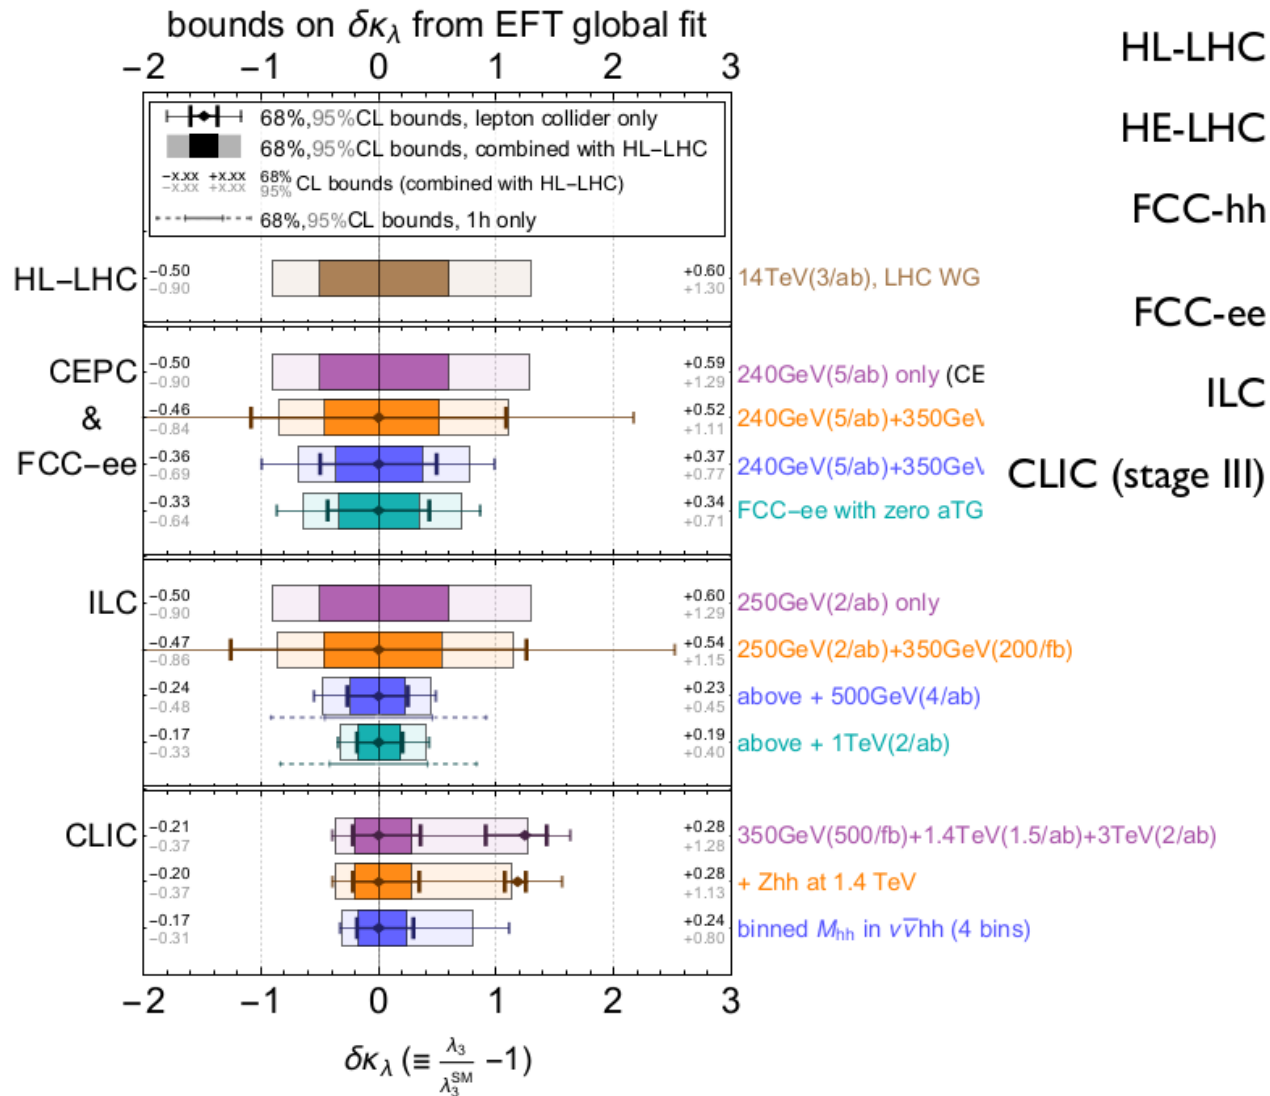 bounds on δκλ from EFT global fit
−2 −1 0 1 2 3
68%,95%CL bounds, lepton collider only
68%,95%CL bounds, combined with HL−LHC
−x.xx +x.xx 68%
−x.xx +x.xx 95% CL bounds (combined with HL−LHC)
68%,95%CL bounds, 1h only
HL−LHC −0.50 +0.60 14TeV(3/ab), LHC WG
−0.90 +1.30
CEPC −0.50 +0.59 240GeV(5/ab) only (CE
−0.90 +1.29
& −0.46 +0.52 240GeV(5/ab)+350GeV
−0.84 +1.11
FCC−ee −0.36 +0.37 240GeV(5/ab)+350GeV
−0.69 +0.77
−0.33 +0.34 FCC−ee with zero aTG
−0.64 +0.71
ILC −0.50 +0.60 250GeV(2/ab) only
−0.90 +1.29
−0.47 +0.54 250GeV(2/ab)+350GeV(200/fb)
−0.86 +1.15
−0.24 +0.23 above + 500GeV(4/ab)
−0.48 +0.45
−0.17 +0.19 above + 1TeV(2/ab)
−0.33 +0.40
CLIC −0.21 +0.28 350GeV(500/fb)+1.4TeV(1.5/ab)+3TeV(2/ab)
−0.37 +1.28
−0.20 +0.28 + Zhh at 1.4 TeV
−0.37 +1.13
−0.17 +0.24 binned Mhh in νν̅hh (4 bins)
−0.31 +0.80
−2 −1 0 1 2 3
δκλ (≡ λ3/λ3SM −1)
HL-LHC
HE-LHC
FCC-hh
FCC-ee
ILC
CLIC (stage III)